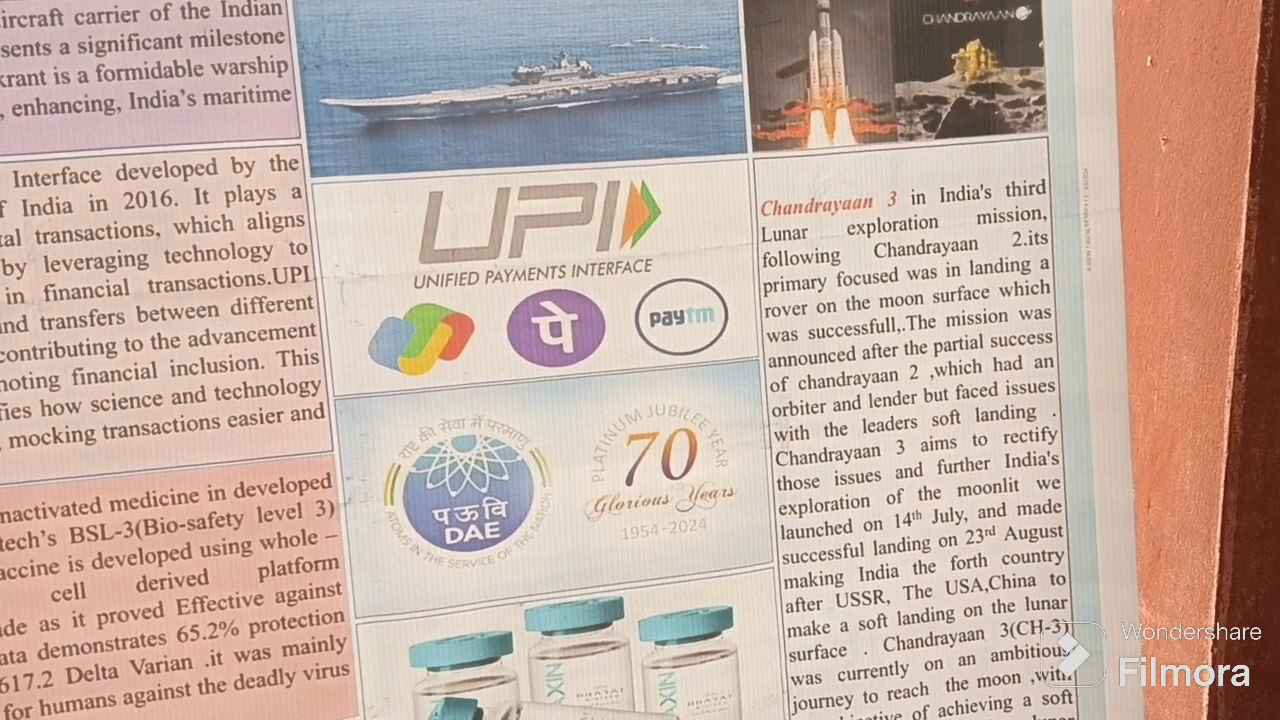 ircraft carrier of the Indian
sents a significant milestone
krant is a formidable warship
, enhancing, India's maritime
Interface developed by the
f India in 2016. It plays a
tal transactions, which aligns
by leveraging technology to
in financial transactions.UPI
nd transfers between different
contributing to the advancement
noting financial inclusion. This
fies how science and technology
, mocking transactions easier and
nactivated medicine in developed
tech's BSL-3(Bio-safety level 3)
accine is developed using whole –
cell derived platform
ade as it proved Effective against
ata demonstrates 65.2% protection
617.2 Delta Varian .it was mainly
for humans against the deadly virus
UPI
UNIFIED PAYMENTS INTERFACE
पे
paytm
राष्ट्र की सेवा में परमाणु
पऊवि
DAE
ATOMS IN THE SERVICE OF THE NATION
PLATINUM JUBILEE YEAR
70
Glorious Years
1954-2024
CHANDRAYAAN
Chandrayaan 3 in India's third
Lunar exploration mission,
following Chandrayaan 2.its
primary focused was in landing a
rover on the moon surface which
was successfull,.The mission was
announced after the partial success
of chandrayaan 2 ,which had an
orbiter and lender but faced issues
with the leaders soft landing .
Chandrayaan 3 aims to rectify
those issues and further India's
exploration of the moonlit we
launched on 14th July, and made
successful landing on 23rd August
making India the forth country
after USSR, The USA,China to
make a soft landing on the lunar
surface . Chandrayaan 3(CH-3)
was currently on an ambitious
journey to reach the moon ,with
of achieving a soft
Wondershare
Filmora